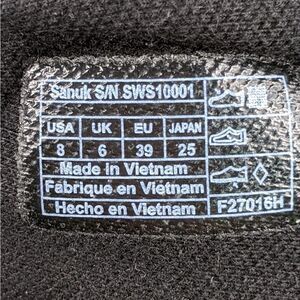 Sanuk S/N SWS10001
USA UK EU JAPAN
8 6 39 25
Made in Vietnam
Fabrique en Vietnam
Hecho en Vietnam F27016H